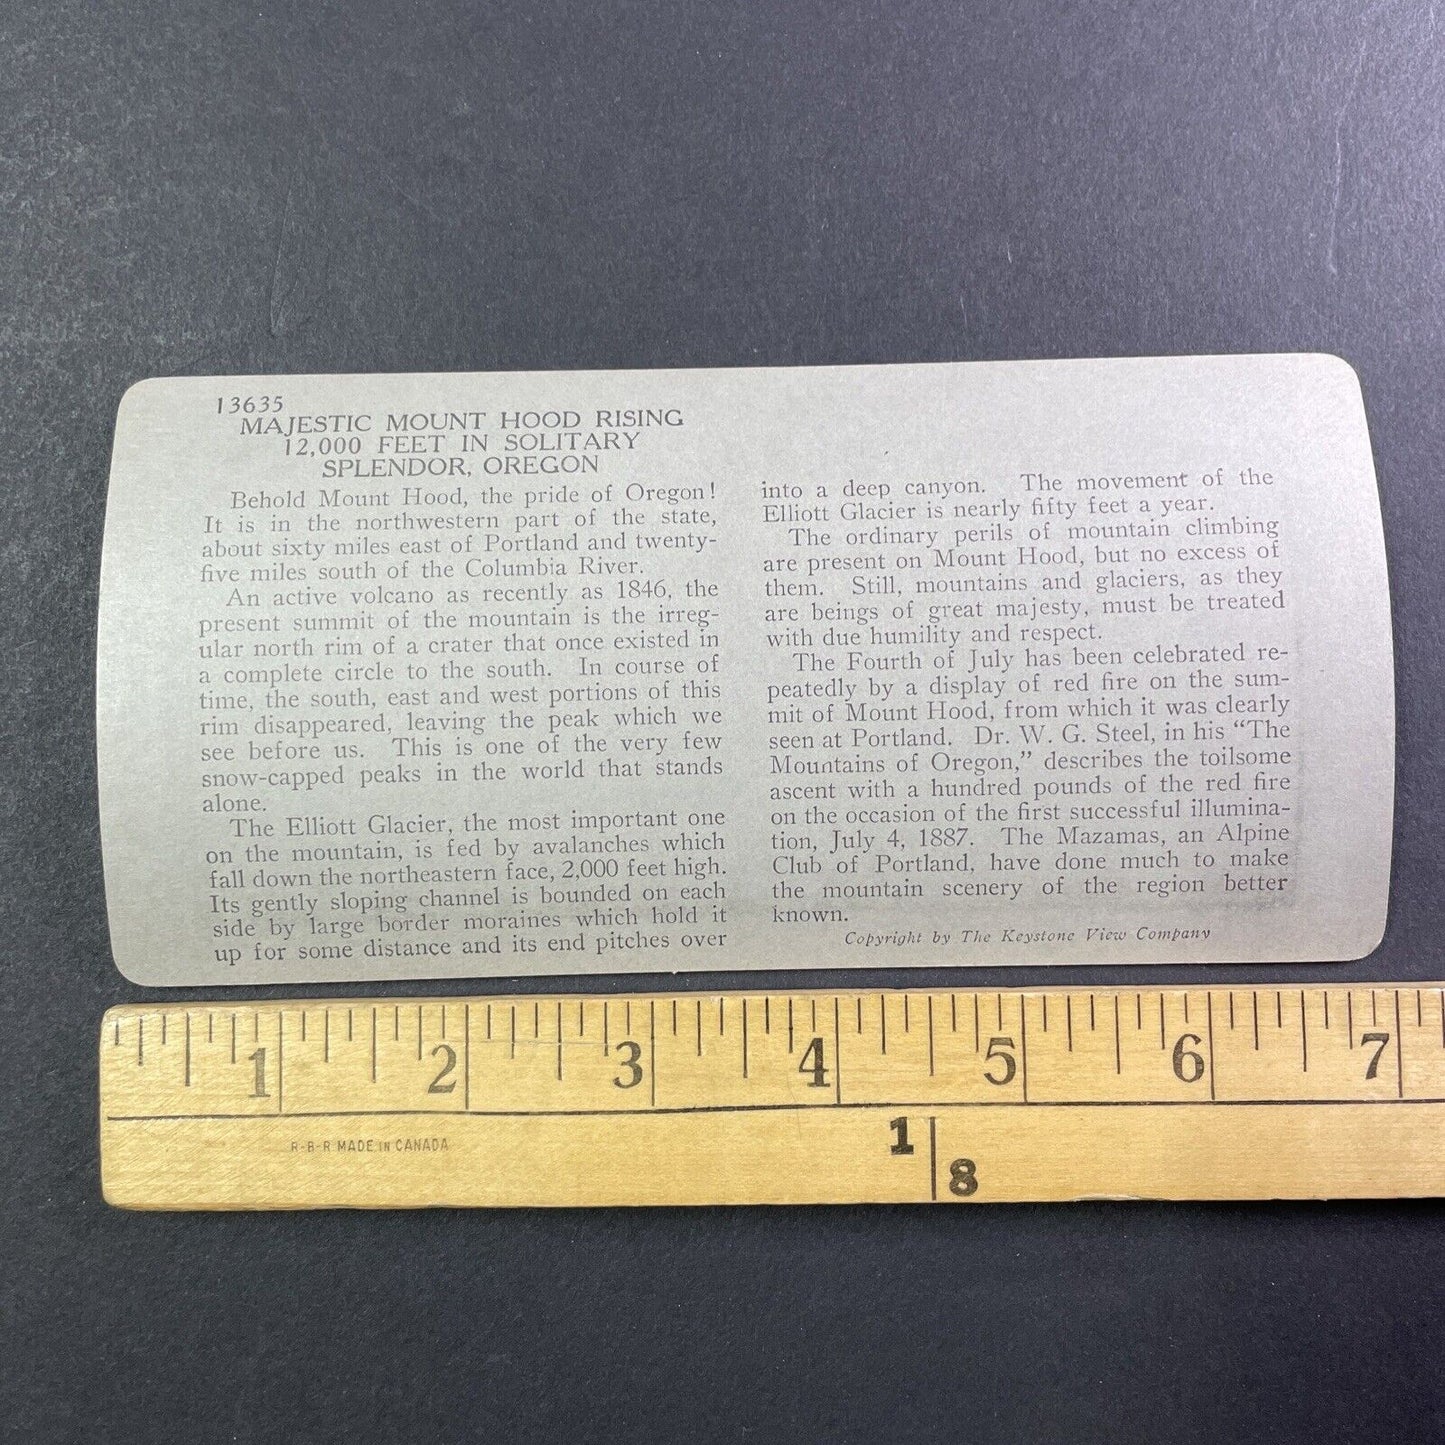 13635
MAJESTIC MOUNT HOOD RISING
12,000 FEET IN SOLITARY
SPLENDOR, OREGON
Behold Mount Hood, the pride of Oregon!
It is in the northwestern part of the state,
about sixty miles east of Portland and twenty-
five miles south of the Columbia River.
An active volcano as recently as 1846, the
present summit of the mountain is the irreg-
ular north rim of a crater that once existed in
a complete circle to the south. In course of
time, the south, east and west portions of this
rim disappeared, leaving the peak which we
see before us. This is one of the very few
snow-capped peaks in the world that stands
alone.
The Elliott Glacier, the most important one
on the mountain, is fed by avalanches which
fall down the northeastern face, 2,000 feet high.
Its gently sloping channel is bounded on each
side by large border moraines which hold it
up for some distance and its end pitches over
into a deep canyon. The movement of the
Elliott Glacier is nearly fifty feet a year.
The ordinary perils of mountain climbing
are present on Mount Hood, but no excess of
them. Still, mountains and glaciers, as they
are beings of great majesty, must be treated
with due humility and respect.
The Fourth of July has been celebrated re-
peatedly by a display of red fire on the sum-
mit of Mount Hood, from which it was clearly
seen at Portland. Dr. W. G. Steel, in his "The
Mountains of Oregon," describes the toilsome
ascent with a hundred pounds of the red fire
on the occasion of the first successful illumina-
tion, July 4, 1887. The Mazamas, an Alpine
Club of Portland, have done much to make
the mountain scenery of the region better
known.
Copyright by The Keystone View Company
1 2 3 4 5 6 7
R-B-R MADE IN CANADA
1 8